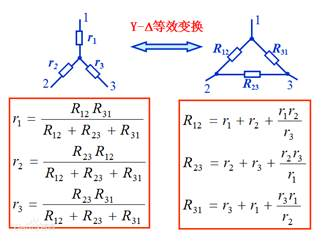 Y-Δ等效变换
1
r₁
r₂
r₃
2
3
1
R₁₂
R₃₁
R₂₃
2
3
r₁ = R₁₂ R₃₁ / (R₁₂ + R₂₃ + R₃₁)
r₂ = R₂₃ R₁₂ / (R₁₂ + R₂₃ + R₃₁)
r₃ = R₂₃ R₃₁ / (R₁₂ + R₂₃ + R₃₁)
R₁₂ = r₁ + r₂ + r₁r₂ / r₃
R₂₃ = r₂ + r₃ + r₂r₃ / r₁
R₃₁ = r₃ + r₁ + r₃r₁ / r₂